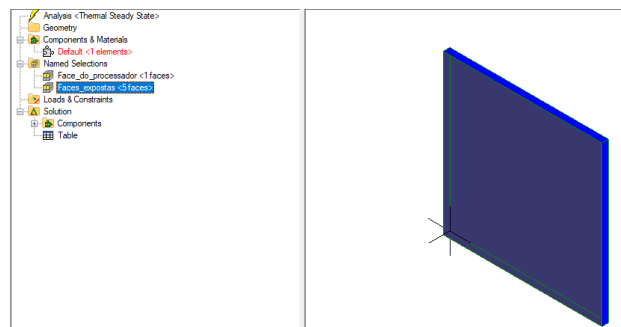 Analysis <Thermal Steady State>
Geometry
Components & Materials
Default <1 elements>
Named Selections
Face_do_processador <1 faces>
Faces_expostas <5 faces>
Loads & Constraints
Solution
Components
Table